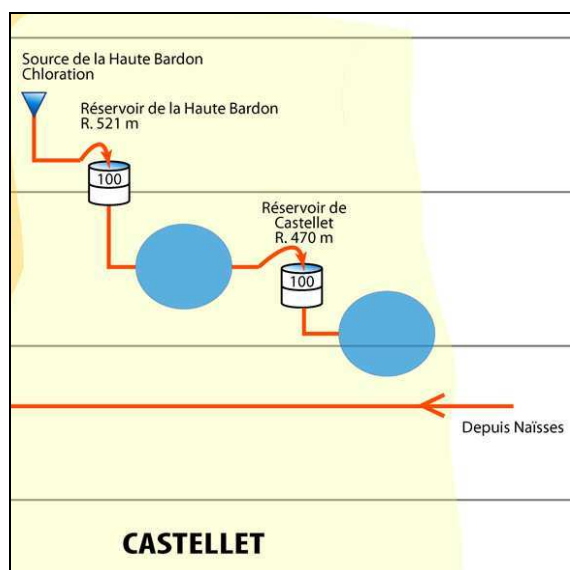 Source de la Haute Bardon
Chloration
Réservoir de la Haute Bardon
R. 521 m
100
Réservoir de
Castellet
R. 470 m
100
Depuis Naïsses
CASTELLET